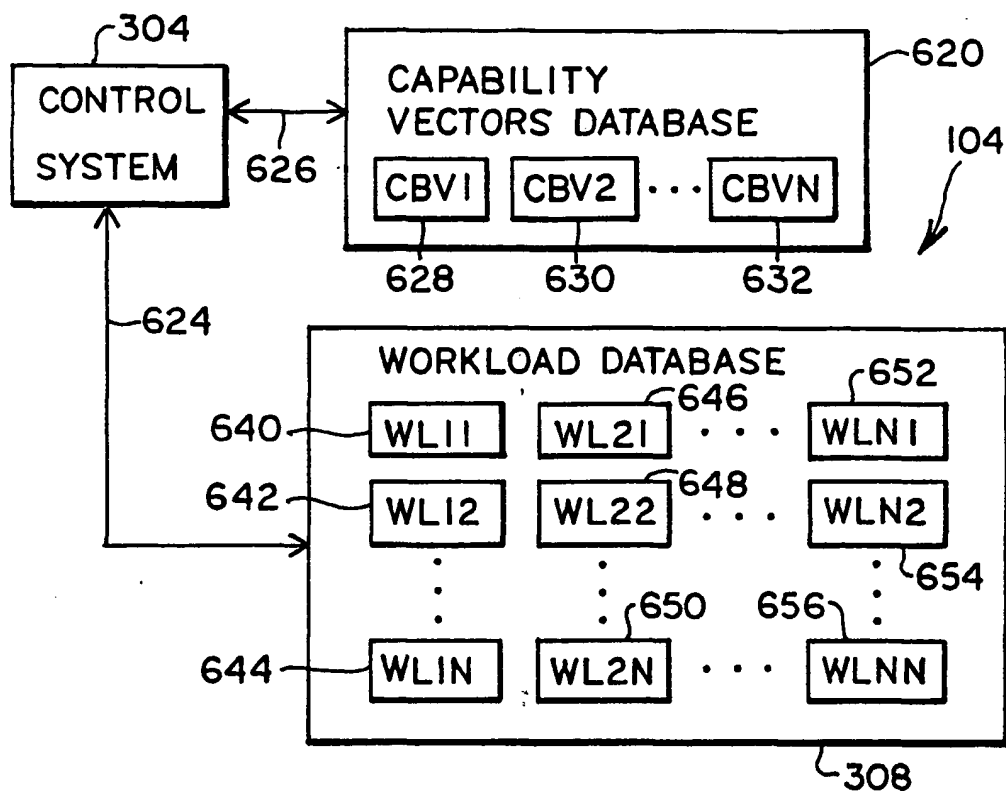 304
CONTROL
SYSTEM
626
CAPABILITY
VECTORS DATABASE
620
CBV1 CBV2 ... CBVN
628 630 632
104
624
WORKLOAD DATABASE
646 652
640 WL11 WL21 ... WLN1
642 WL12 648 WL22 ... WLN2
654
650 656
644 WL1N WL2N ... WLNN
308